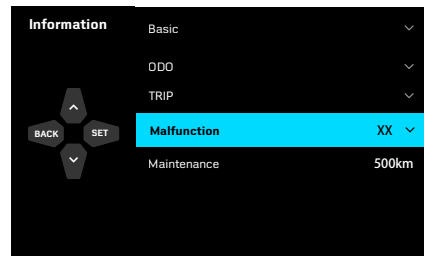 Information
Basic
ODO
TRIP
BACK SET
Malfunction XX
Maintenance 500km